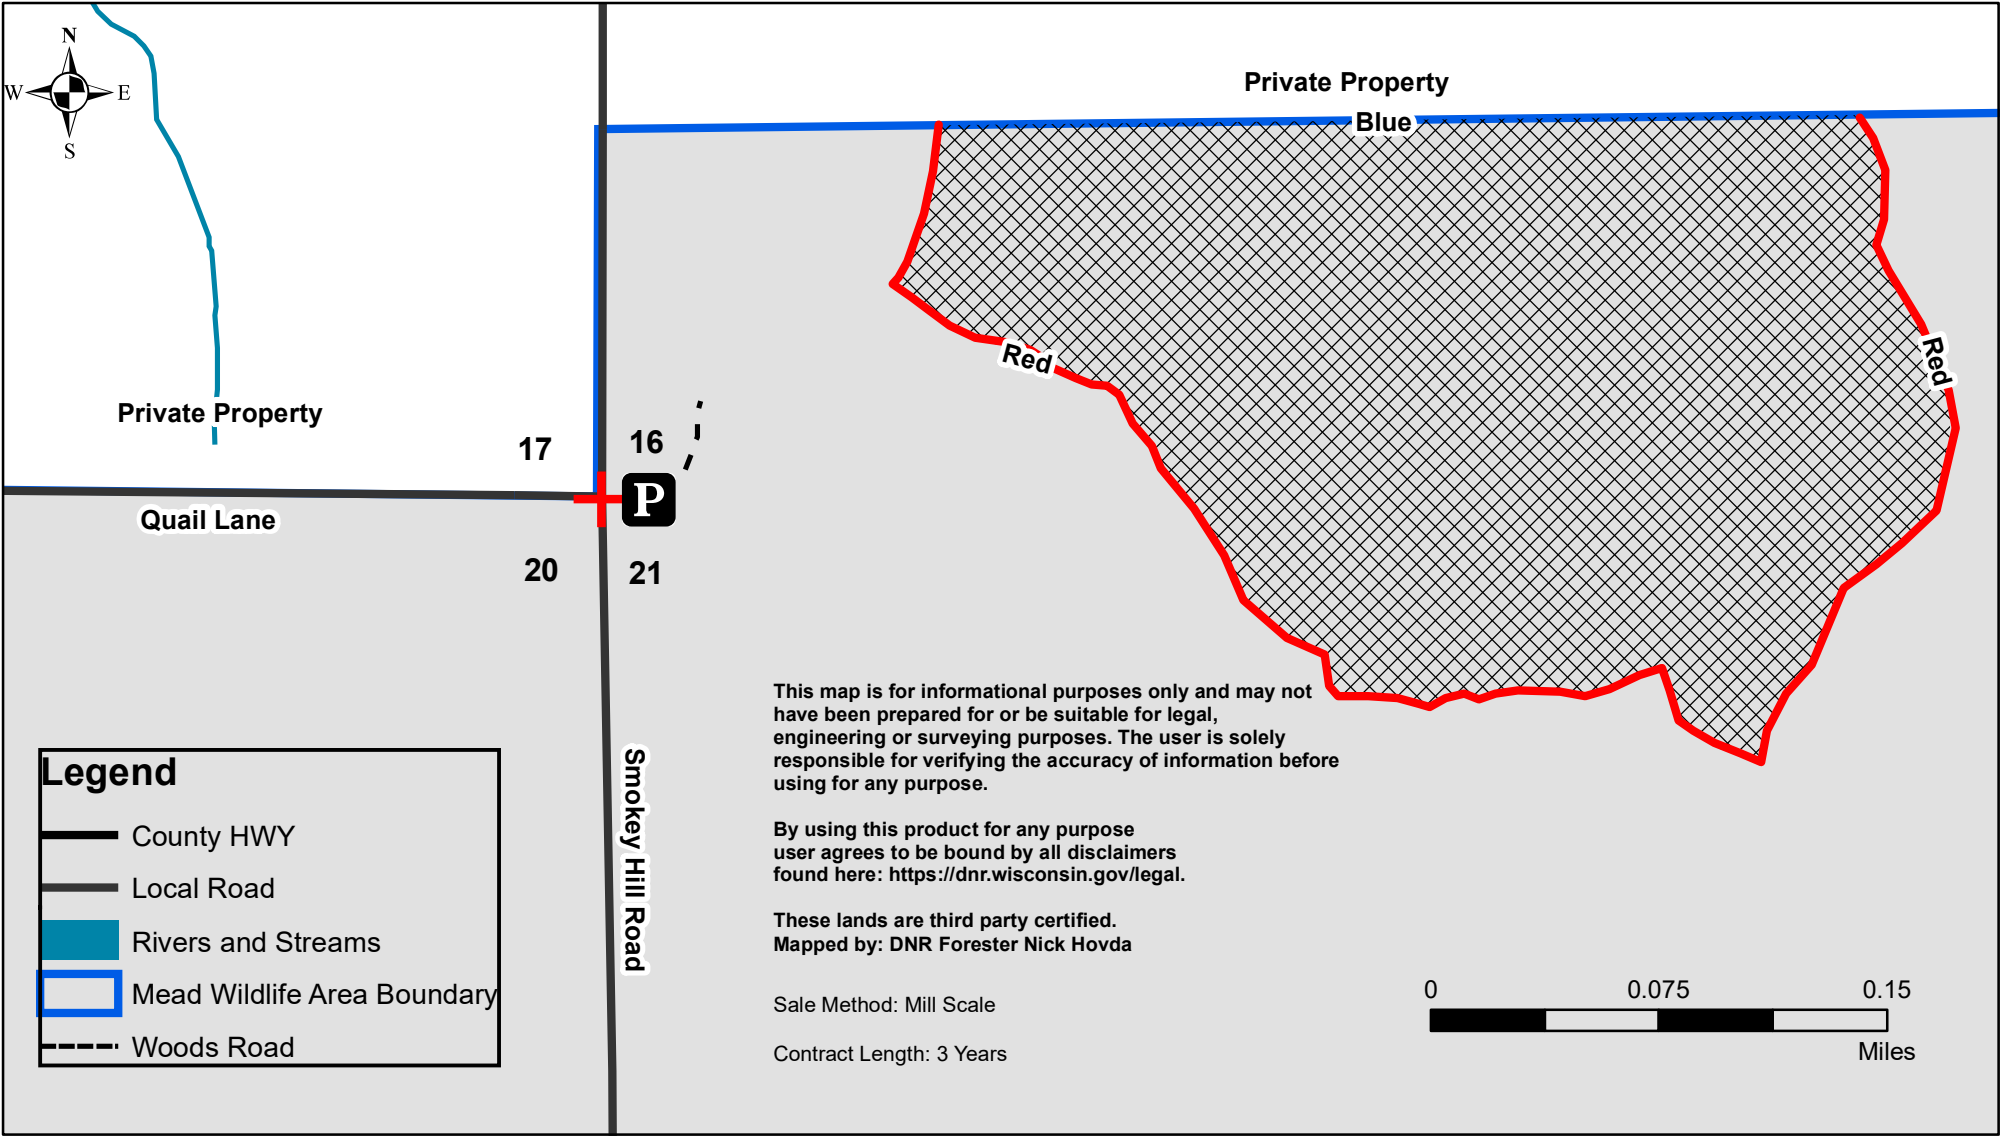 N
W E
S
Private Property
Blue
Red
Red
Private Property
17
16
P
Quail Lane
20
21
Smokey Hill Road
This map is for informational purposes only and may not
have been prepared for or be suitable for legal,
engineering or surveying purposes. The user is solely
responsible for verifying the accuracy of information before
using for any purpose.
By using this product for any purpose
user agrees to be bound by all disclaimers
found here: https://dnr.wisconsin.gov/legal.
These lands are third party certified.
Mapped by: DNR Forester Nick Hovda
Sale Method: Mill Scale
Contract Length: 3 Years
Legend
County HWY
Local Road
Rivers and Streams
Mead Wildlife Area Boundary
Woods Road
0 0.075 0.15
Miles